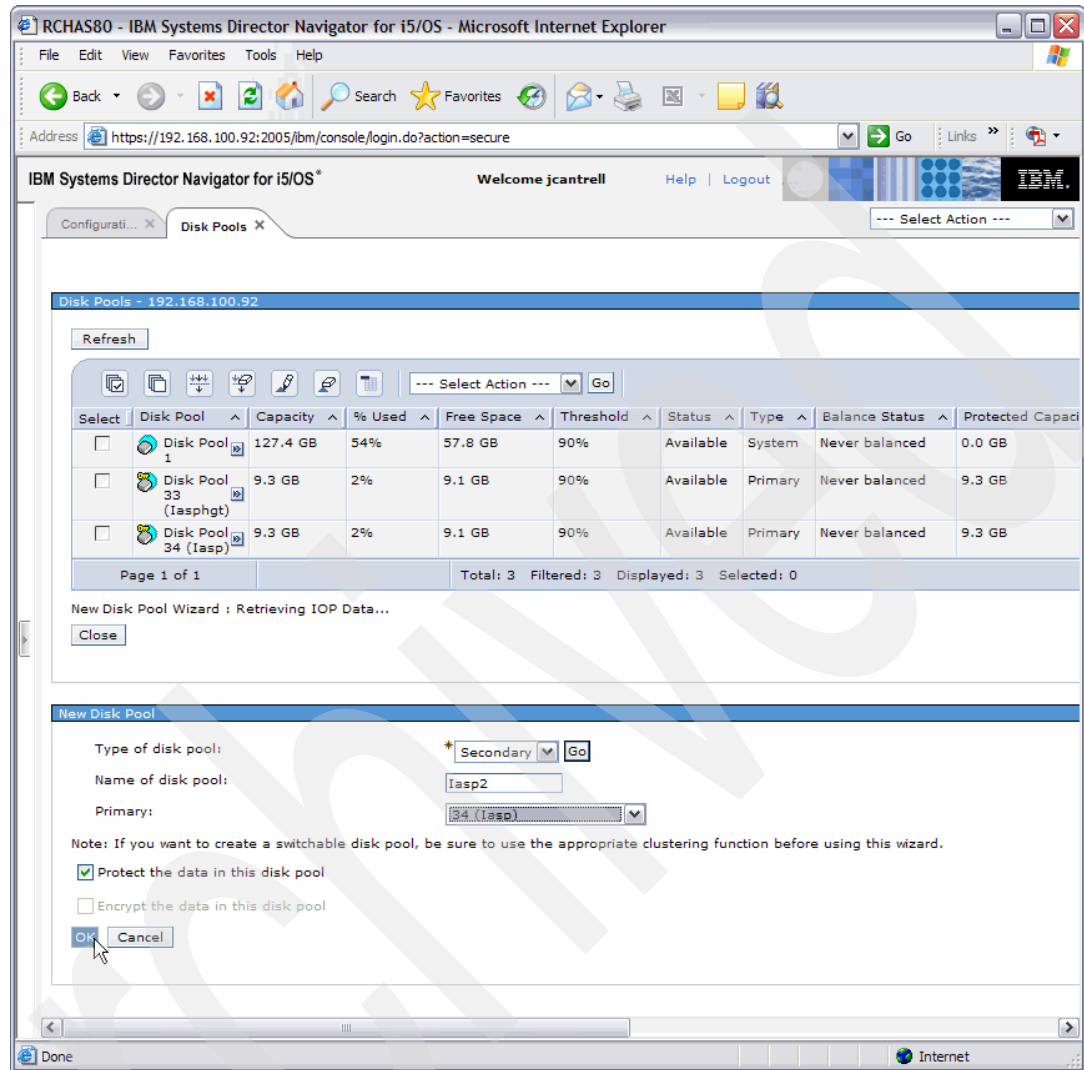 RCHAS80 - IBM Systems Director Navigator for i5/OS - Microsoft Internet Explorer
File Edit View Favorites Tools Help
Back Search Favorites
Address https://192.168.100.92:2005/ibm/console/login.do?action=secure Go Links »
IBM Systems Director Navigator for i5/OS® Welcome jcantrell Help | Logout IBM.
Configurati... Disk Pools --- Select Action ---
Disk Pools - 192.168.100.92
Refresh
--- Select Action --- Go
Select Disk Pool Capacity % Used Free Space Threshold Status Type Balance Status Protected Capaci
Disk Pool 127.4 GB 54% 57.8 GB 90% Available System Never balanced 0.0 GB
1
Disk Pool 9.3 GB 2% 9.1 GB 90% Available Primary Never balanced 9.3 GB
33
(Iasphgt)
Disk Pool 9.3 GB 2% 9.1 GB 90% Available Primary Never balanced 9.3 GB
34 (Iasp)
Page 1 of 1 Total: 3 Filtered: 3 Displayed: 3 Selected: 0
New Disk Pool Wizard : Retrieving IOP Data...
Close
New Disk Pool
Type of disk pool: * Secondary Go
Name of disk pool: Iasp2
Primary: 34 (Iasp)
Note: If you want to create a switchable disk pool, be sure to use the appropriate clustering function before using this wizard.
Protect the data in this disk pool
Encrypt the data in this disk pool
OK Cancel
Done Internet